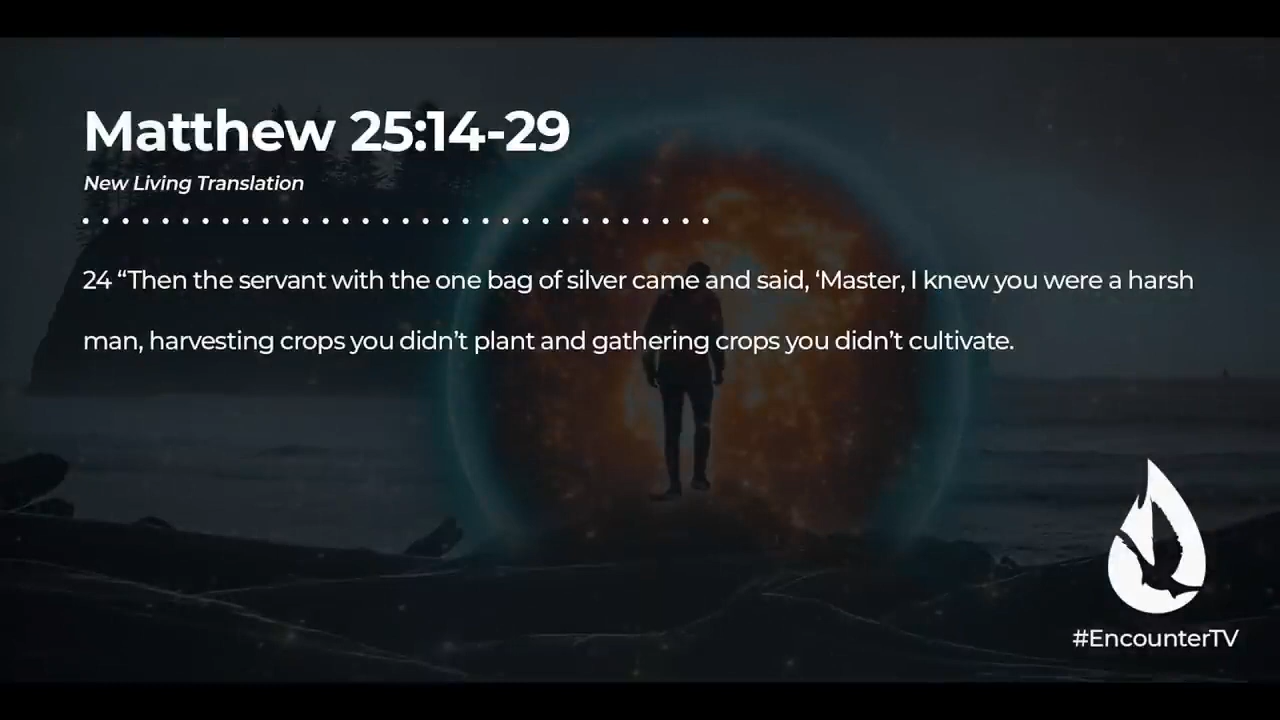 Matthew 25:14-29
New Living Translation
24 “Then the servant with the one bag of silver came and said, ‘Master, I knew you were a harsh
man, harvesting crops you didn’t plant and gathering crops you didn’t cultivate.
#EncounterTV